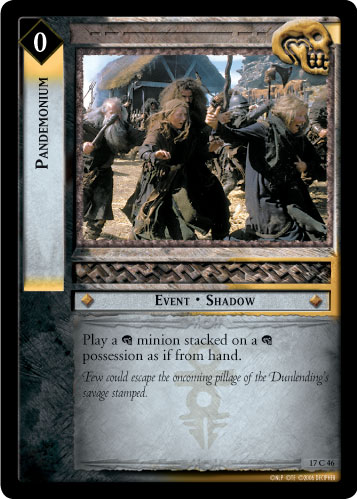 0
PANDEMONIUM
EVENT • SHADOW
Play a minion stacked on a
possession as if from hand.
Few could escape the oncoming pillage of the Dunlending's
savage stamped.
17 C 46